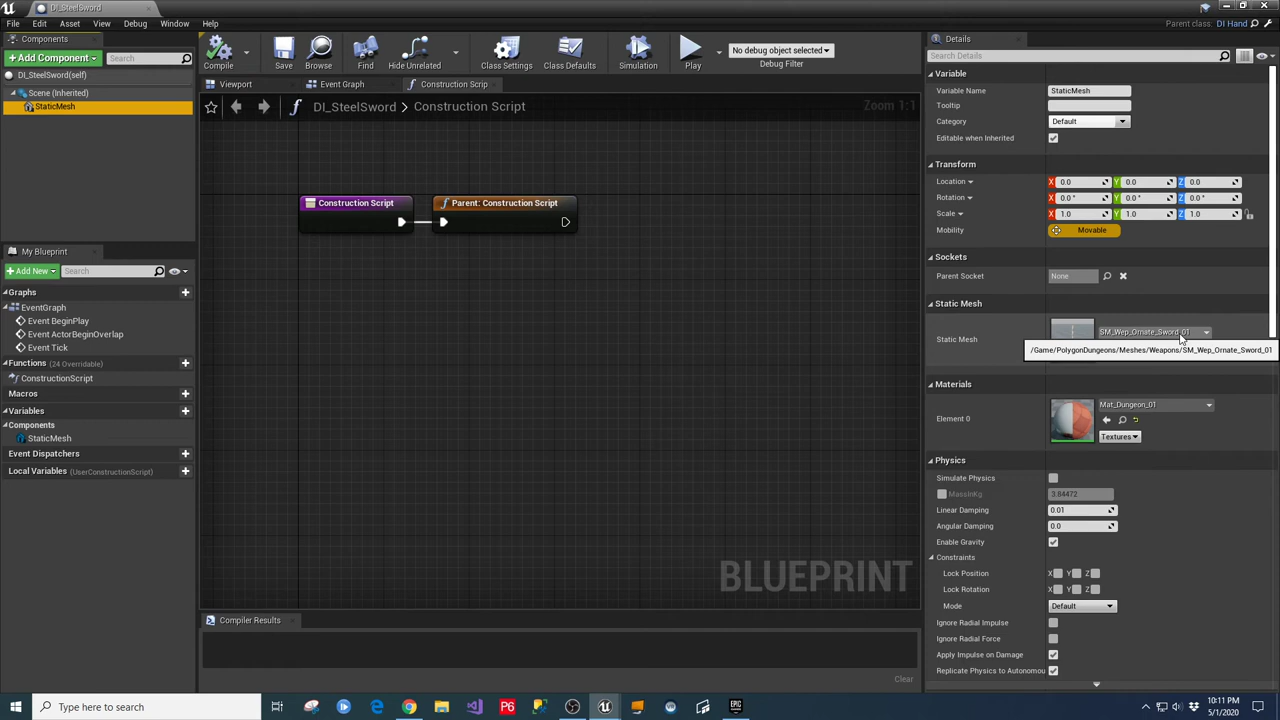 DI_SteelSword
File Edit Asset View Debug Window Help
Parent class: DI Hand
Components
+ Add Component Search
DI_SteelSword(self)
Scene (Inherited)
StaticMesh
Compile Save Browse Find Hide Unrelated Class Settings Class Defaults Simulation Play
No debug object selected
Debug Filter
Viewport Event Graph Construction Script
DI_SteelSword > Construction Script
Zoom 1:1
Construction Script
Parent: Construction Script
BLUEPRINT
My Blueprint
+ Add New Search
Graphs
EventGraph
Event BeginPlay
Event ActorBeginOverlap
Event Tick
Functions (24 Overridable)
ConstructionScript
Macros
Variables
Components
StaticMesh
Event Dispatchers
Local Variables (UserConstructionScript)
Compiler Results
Clear
Details
Search Details
Variable
Variable Name StaticMesh
Tooltip
Category Default
Editable when Inherited
Transform
Location X 0.0 Y 0.0 Z 0.0
Rotation X 0.0 ° Y 0.0 ° Z 0.0 °
Scale X 1.0 Y 1.0 Z 1.0
Mobility Movable
Sockets
Parent Socket None
Static Mesh
Static Mesh SM_Wep_Ornate_Sword_01
/Game/PolygonDungeons/Meshes/Weapons/SM_Wep_Ornate_Sword_01
Materials
Element 0 Mat_Dungeon_01
Textures
Physics
Simulate Physics
MassInKg 3.84472
Linear Damping 0.01
Angular Damping 0.0
Enable Gravity
Constraints
Lock Position X Y Z
Lock Rotation X Y Z
Mode Default
Ignore Radial Impulse
Ignore Radial Force
Apply Impulse on Damage
Replicate Physics to Autonomou
Type here to search
P6
EPIC
10:11 PM
5/1/2020